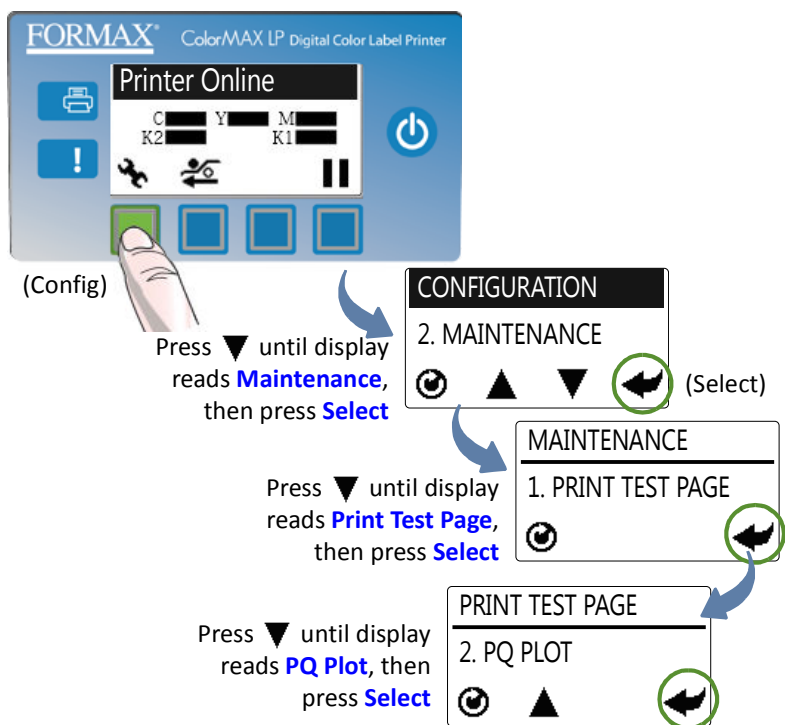 FORMAX® ColorMAX LP Digital Color Label Printer
Printer Online
C Y M
K2 K1
!
(Config)
CONFIGURATION
2. MAINTENANCE
Press ▼ until display
reads Maintenance,
then press Select
(Select)
MAINTENANCE
1. PRINT TEST PAGE
Press ▼ until display
reads Print Test Page,
then press Select
PRINT TEST PAGE
2. PQ PLOT
Press ▼ until display
reads PQ Plot, then
press Select